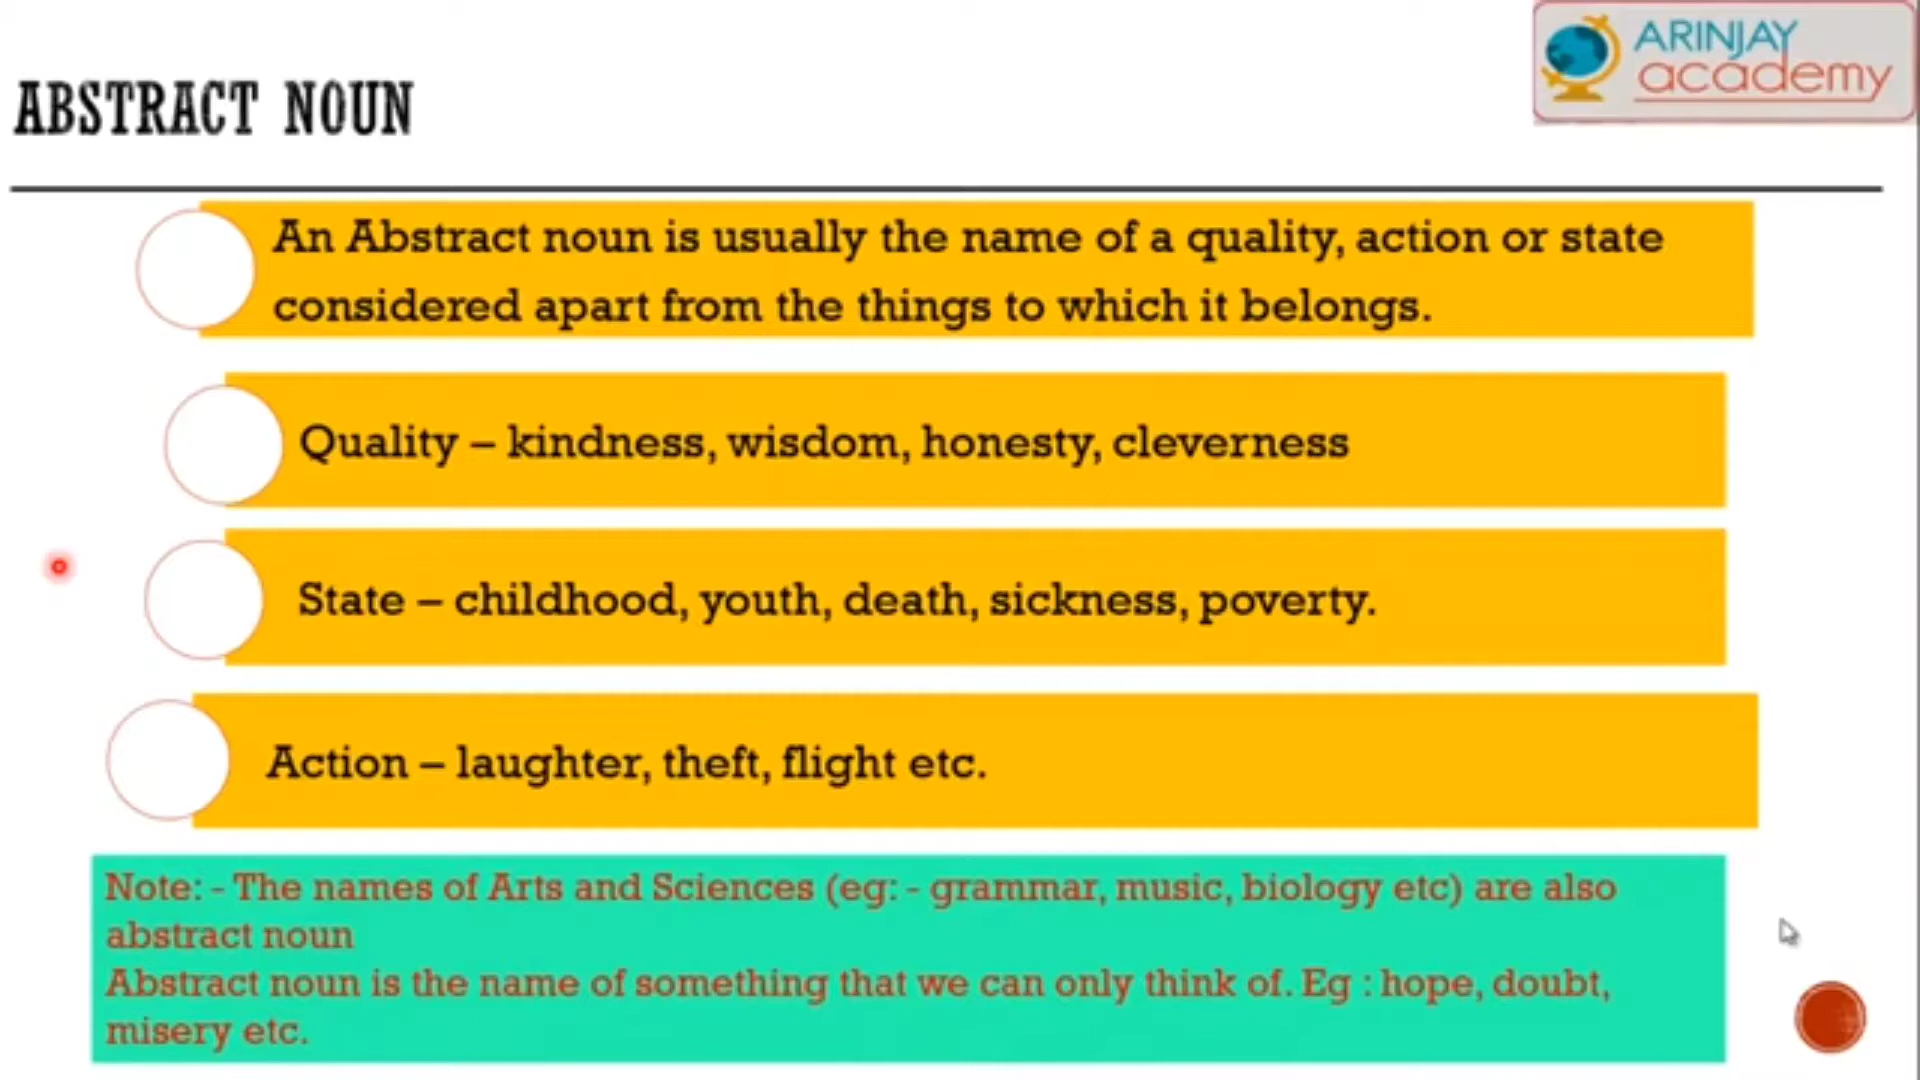 ARINJAY
academy
ABSTRACT NOUN
An Abstract noun is usually the name of a quality, action or state
considered apart from the things to which it belongs.
Quality – kindness, wisdom, honesty, cleverness
State – childhood, youth, death, sickness, poverty.
Action – laughter, theft, flight etc.
Note: - The names of Arts and Sciences (eg: - grammar, music, biology etc) are also
abstract noun
Abstract noun is the name of something that we can only think of. Eg : hope, doubt,
misery etc.